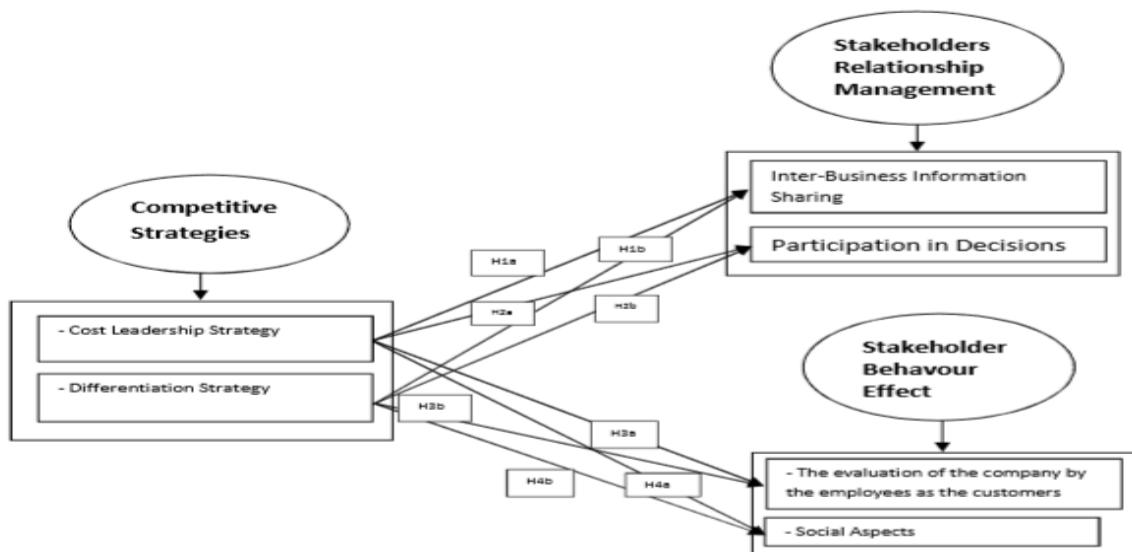 Stakeholders
Relationship
Management
Inter-Business Information
Sharing
Participation in Decisions
Competitive
Strategies
- Cost Leadership Strategy
- Differentiation Strategy
H1a
H1b
H2a
H2b
H3b
H3a
H4b
H4a
Stakeholder
Behavour
Effect
- The evaluation of the company by
the employees as the customers
- Social Aspects